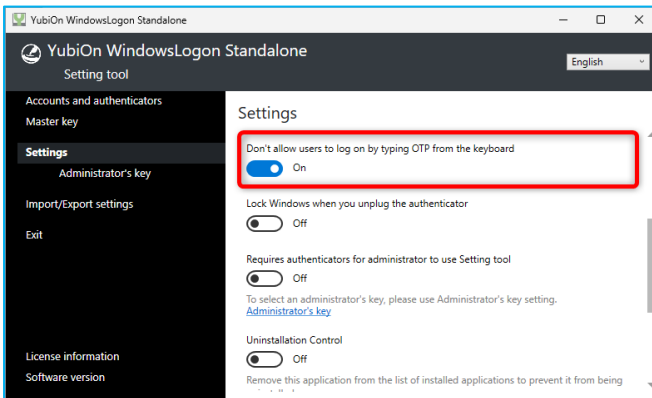 YubiOn WindowsLogon Standalone
YubiOn WindowsLogon Standalone
Setting tool
English
Accounts and authenticators
Master key
Settings
Administrator's key
Import/Export settings
Exit
License information
Software version
Settings
Don't allow users to log on by typing OTP from the keyboard
On
Lock Windows when you unplug the authenticator
Off
Requires authenticators for administrator to use Setting tool
Off
To select an administrator's key, please use Administrator's key setting.
Administrator's key
Uninstallation Control
Off
Remove this application from the list of installed applications to prevent it from being